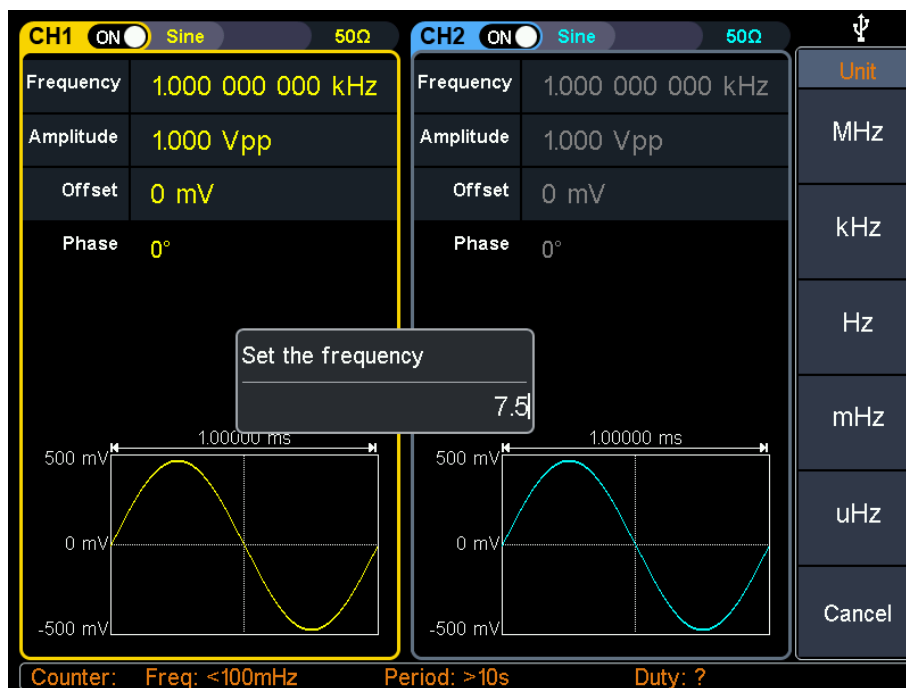 CH1 ON Sine 50Ω
CH2 ON Sine 50Ω
Unit
Frequency 1.000 000 000 kHz
Frequency 1.000 000 000 kHz
Amplitude 1.000 Vpp
Amplitude 1.000 Vpp
Offset 0 mV
Offset 0 mV
Phase 0°
Phase 0°
MHz
kHz
Hz
mHz
uHz
Cancel
Set the frequency
7.5
1.00000 ms
500 mV
0 mV
-500 mV
1.00000 ms
500 mV
0 mV
-500 mV
Counter: Freq: <100mHz Period: >10s Duty: ?